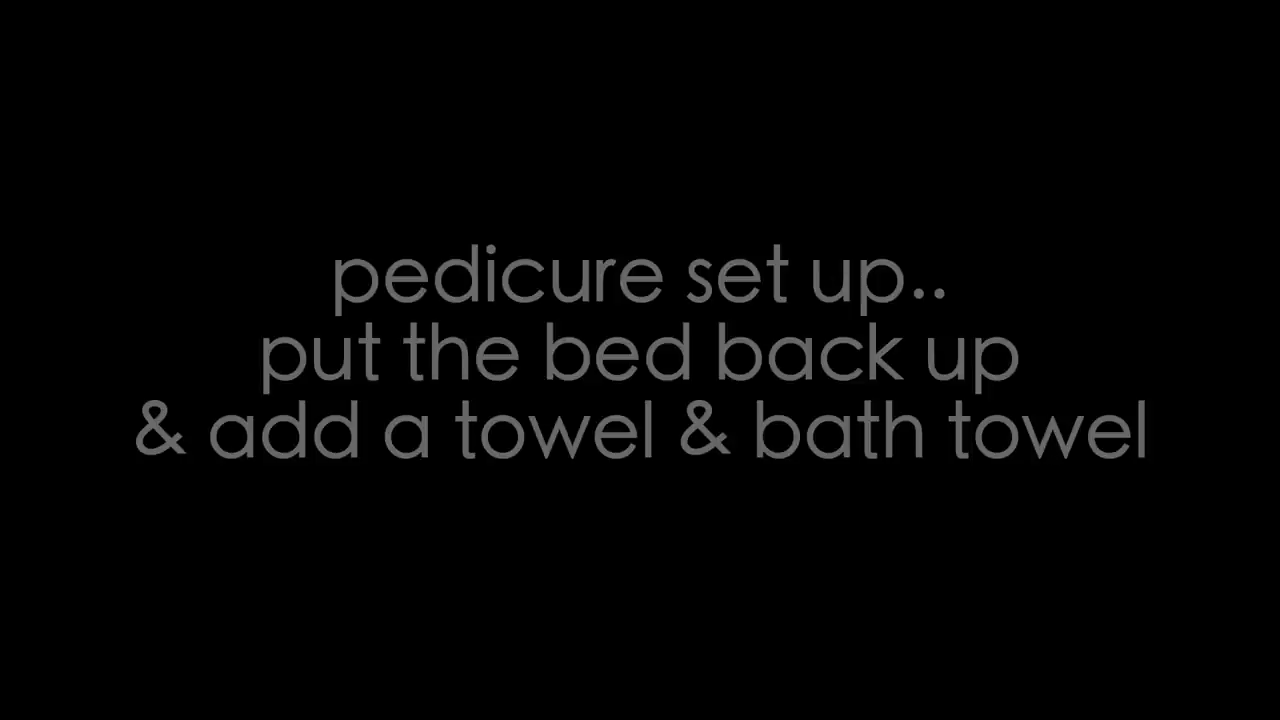 pedicure set up..
put the bed back up
& add a towel & bath towel